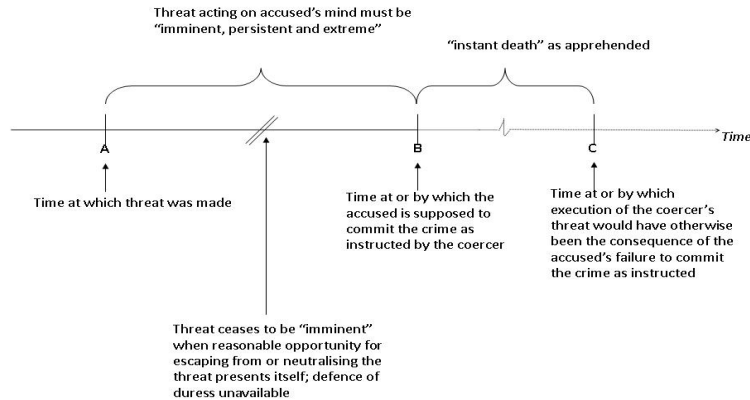 Threat acting on accused's mind must be
“imminent, persistent and extreme”
“instant death” as apprehended
Time
A
B
C
Time at which threat was made
Time at or by which the
accused is supposed to
commit the crime as
instructed by the coercer
Time at or by which
execution of the coercer's
threat would have otherwise
been the consequence of the
accused's failure to commit
the crime as instructed
Threat ceases to be “imminent”
when reasonable opportunity for
escaping from or neutralising the
threat presents itself; defence of
duress unavailable